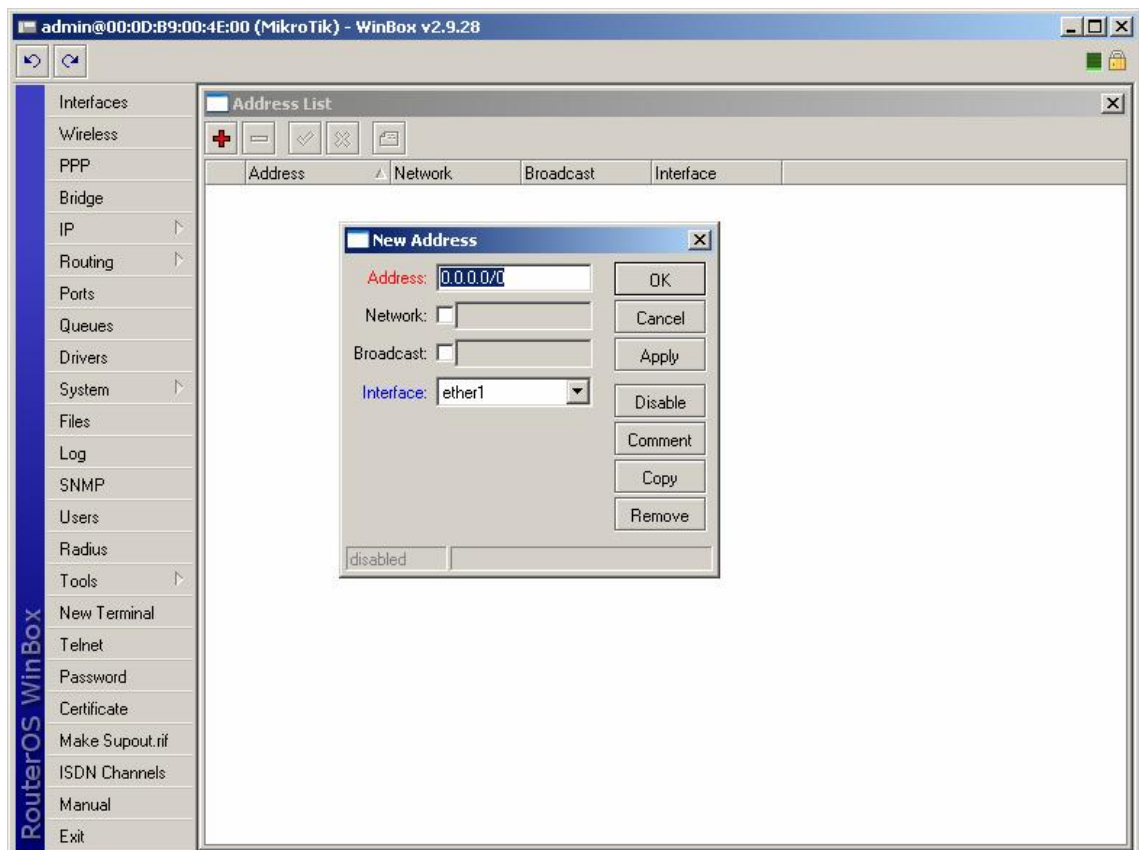 admin@00:0D:B9:00:4E:00 (MikroTik) - WinBox v2.9.28
RouterOS WinBox
Interfaces
Wireless
PPP
Bridge
IP
Routing
Ports
Queues
Drivers
System
Files
Log
SNMP
Users
Radius
Tools
New Terminal
Telnet
Password
Certificate
Make Supout.rif
ISDN Channels
Manual
Exit
Address List
Address Network Broadcast Interface
New Address
Address: 0.0.0.0/0
Network:
Broadcast:
Interface: ether1
OK
Cancel
Apply
Disable
Comment
Copy
Remove
disabled